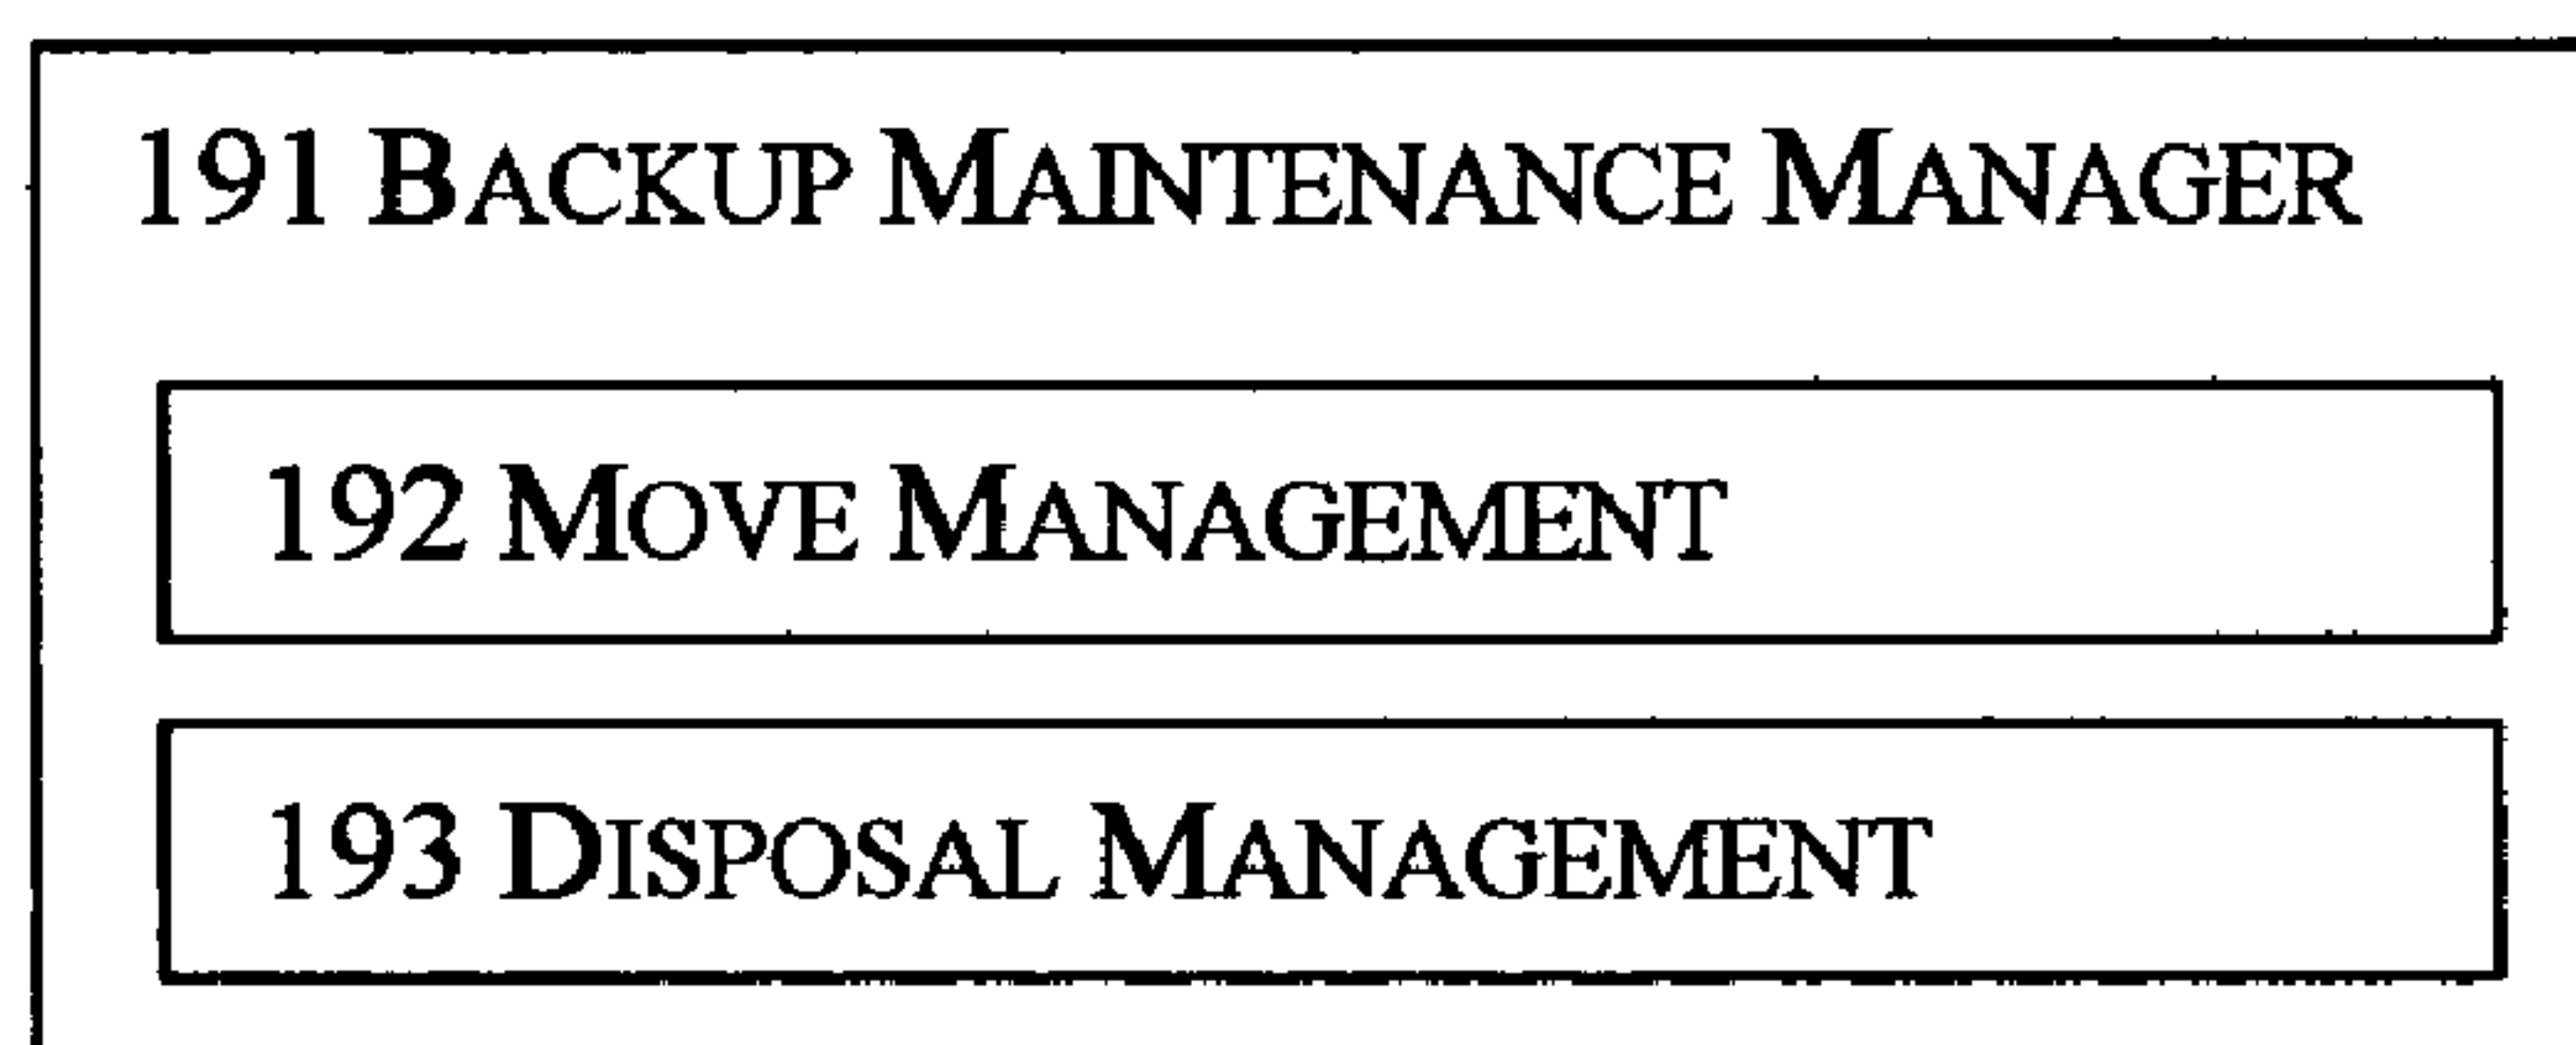 191 BACKUP MAINTENANCE MANAGER
192 MOVE MANAGEMENT
193 DISPOSAL MANAGEMENT